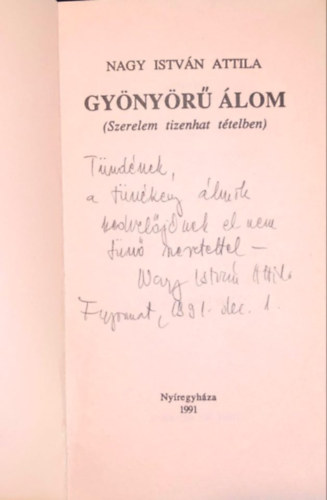 NAGY ISTVÁN ATTILA
GYÖNYÖRŰ ÁLOM
(Szerelem tizenhat tételben)
Tündének,
a tünékeny álmok
kedvelőjének el nem
tűnő szeretettel –
Nagy István Attila
1991. dec. 1.
Nyíregyháza
1991